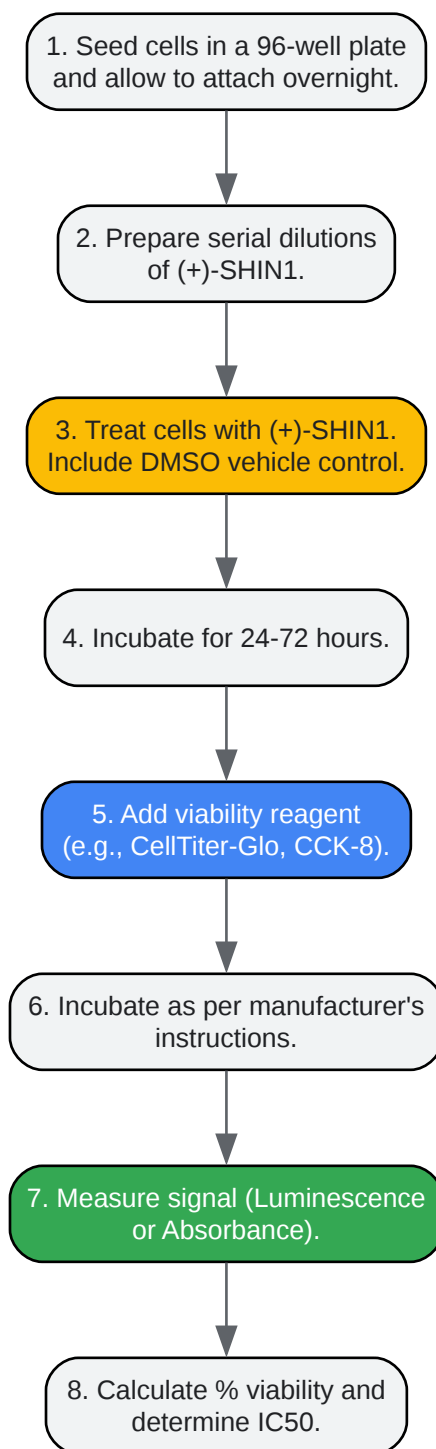 1. Seed cells in a 96-well plate
and allow to attach overnight.
2. Prepare serial dilutions
of (+)-SHIN1.
3. Treat cells with (+)-SHIN1.
Include DMSO vehicle control.
4. Incubate for 24-72 hours.
5. Add viability reagent
(e.g., CellTiter-Glo, CCK-8).
6. Incubate as per manufacturer's
instructions.
7. Measure signal (Luminescence
or Absorbance).
8. Calculate % viability and
determine IC50.